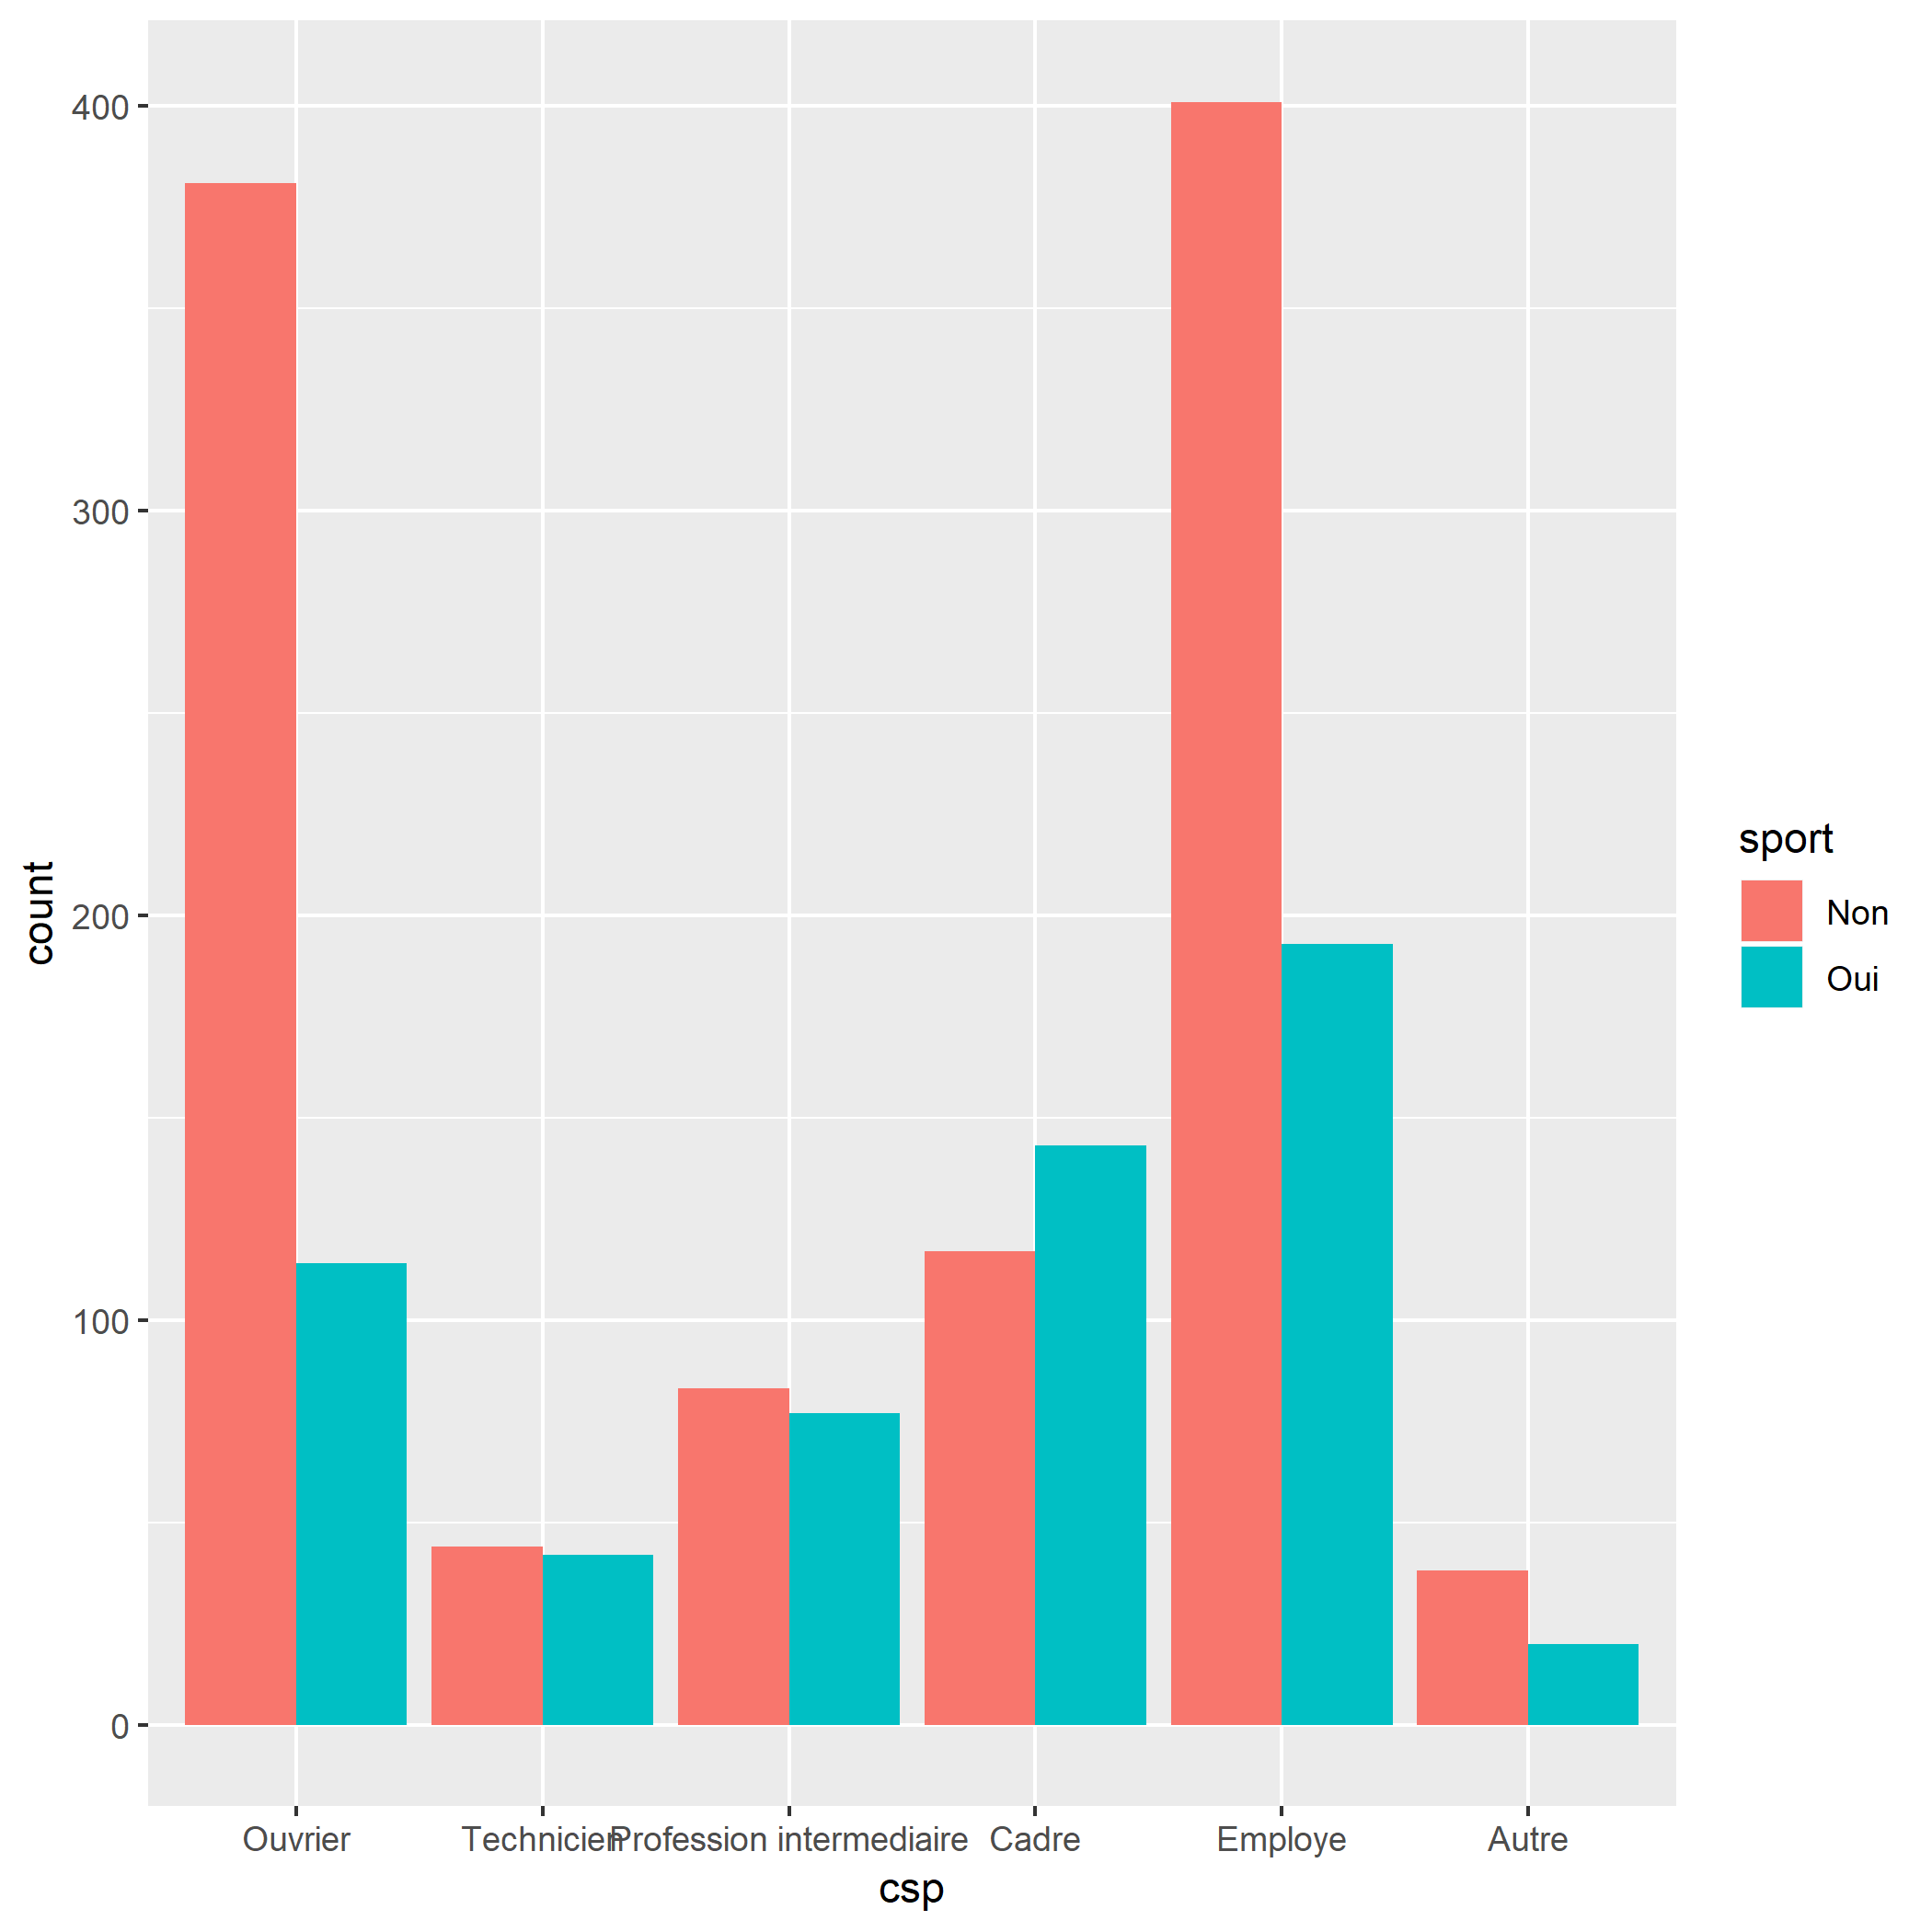 400
300
200
100
0
count
Ouvrier
Technicien
Profession intermediaire
Cadre
Employe
Autre
csp
sport
Non
Oui